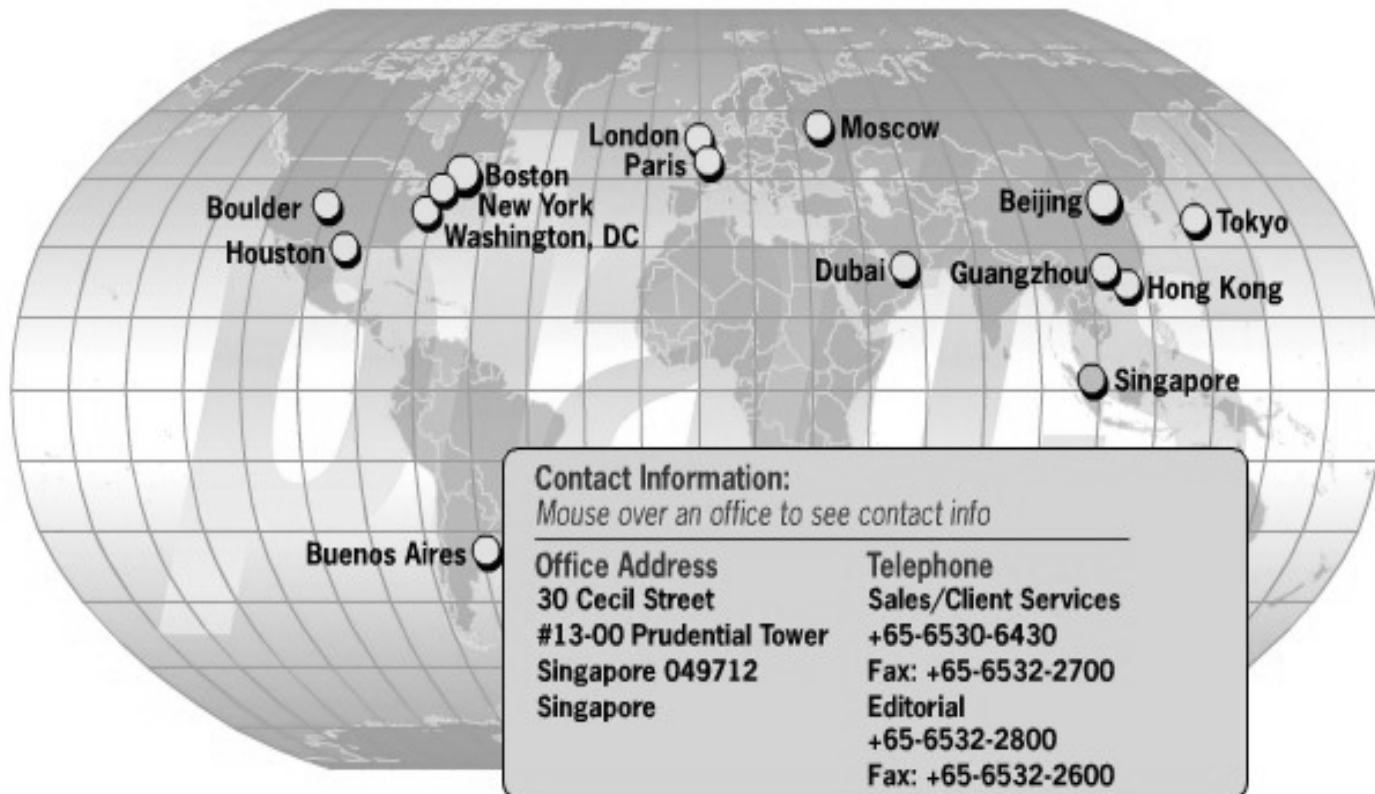 London
Paris
Moscow
Boston
New York
Washington, DC
Boulder
Houston
Beijing
Tokyo
Dubai
Guangzhou
Hong Kong
Singapore
Buenos Aires
Contact Information:
Mouse over an office to see contact info
Office Address
30 Cecil Street
#13-00 Prudential Tower
Singapore 049712
Singapore
Telephone
Sales/Client Services
+65-6530-6430
Fax: +65-6532-2700
Editorial
+65-6532-2800
Fax: +65-6532-2600